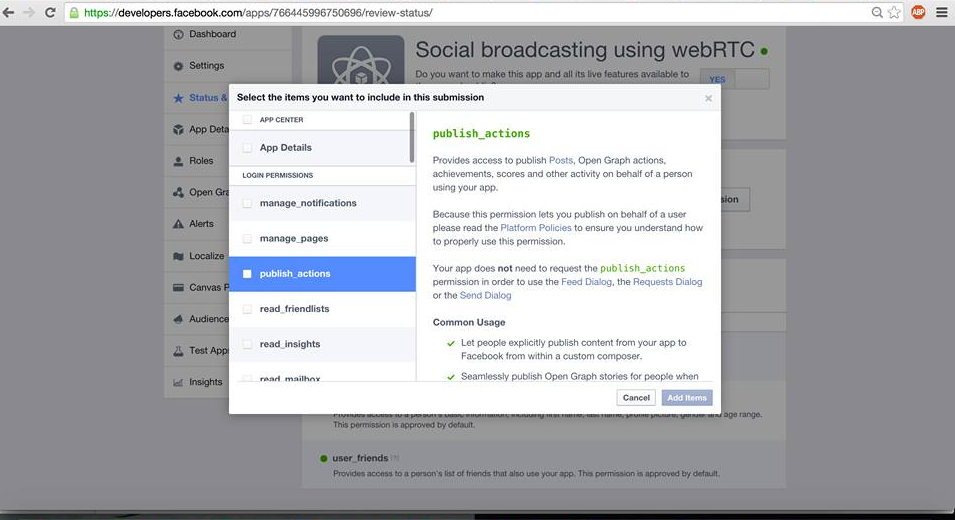 https://developers.facebook.com/apps/766445996750696/review-status/
ABP
Dashboard
Settings
Status &
App Deta
Roles
Open Gra
Alerts
Localize
Canvas P
Audience
Test Apps
Insights
Social broadcasting using webRTC
Do you want to make this app and all its live features available to
YES
Select the items you want to include in this submission
×
APP CENTER
App Details
LOGIN PERMISSIONS
manage_notifications
manage_pages
publish_actions
read_friendlists
read_insights
read_mailbox
publish_actions
Provides access to publish Posts, Open Graph actions,
achievements, scores and other activity on behalf of a person
using your app.
Because this permission lets you publish on behalf of a user
please read the Platform Policies to ensure you understand how
to properly use this permission.
Your app does not need to request the publish_actions
permission in order to use the Feed Dialog, the Requests Dialog
or the Send Dialog
Common Usage
Let people explicitly publish content from your app to
Facebook from within a custom composer.
Seamlessly publish Open Graph stories for people when
Cancel
Add Items
sion
Provides access to a person's basic information, including first name, last name, profile picture, gender and age range.
This permission is approved by default.
user_friends [?]
Provides access to a person's list of friends that also use your app. This permission is approved by default.